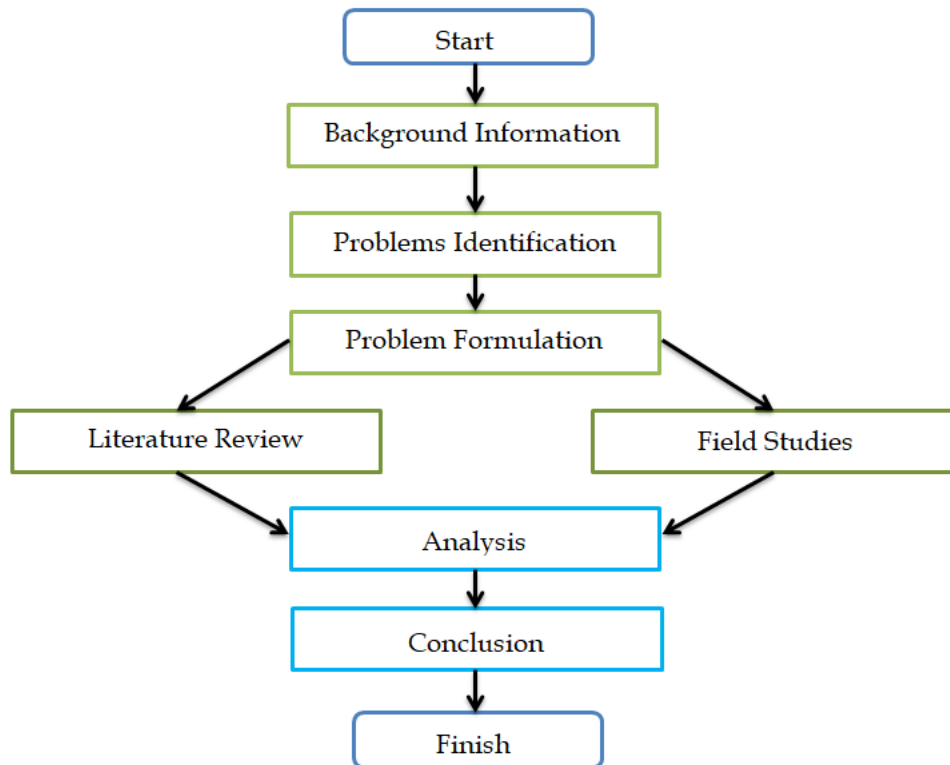 Start
Background Information
Problems Identification
Problem Formulation
Literature Review
Field Studies
Analysis
Conclusion
Finish